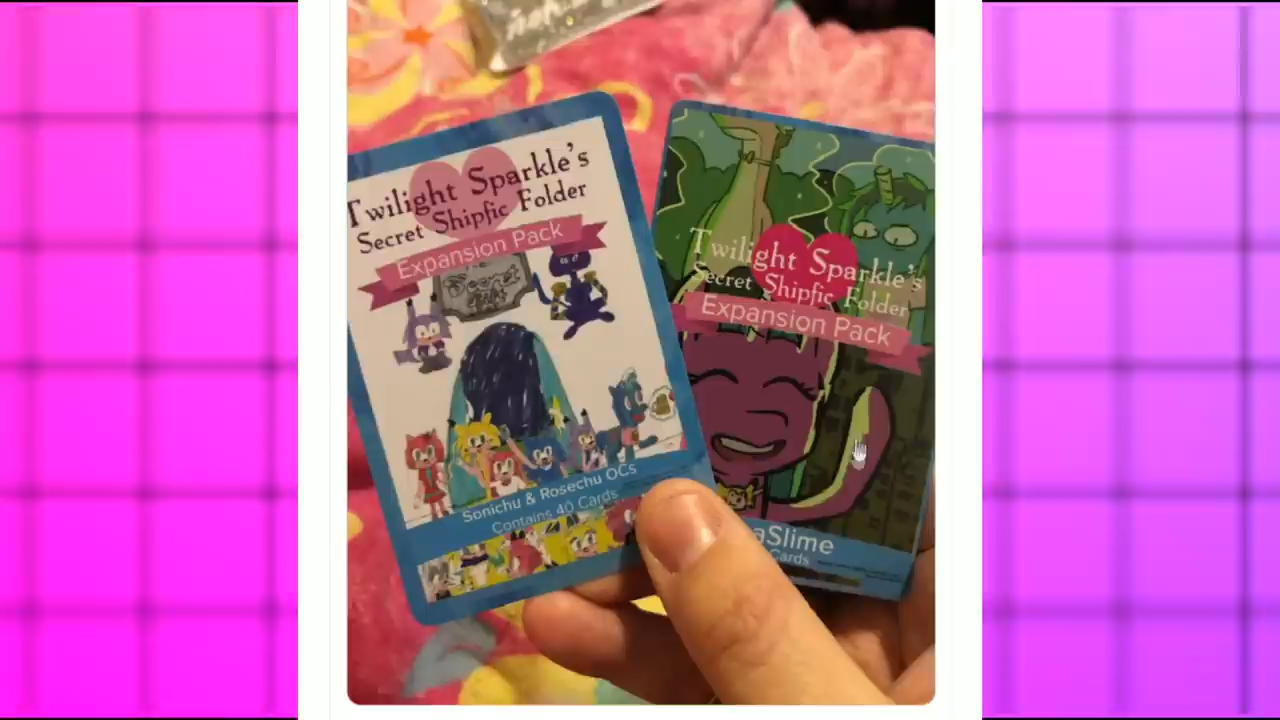 Twilight Sparkle's
Secret Shipfic Folder
Expansion Pack
Sonichu & Rosechu OCs
Contains 40 Cards
Twilight Sparkle's
Secret Shipfic Folder
Expansion Pack
aSlime
Cards